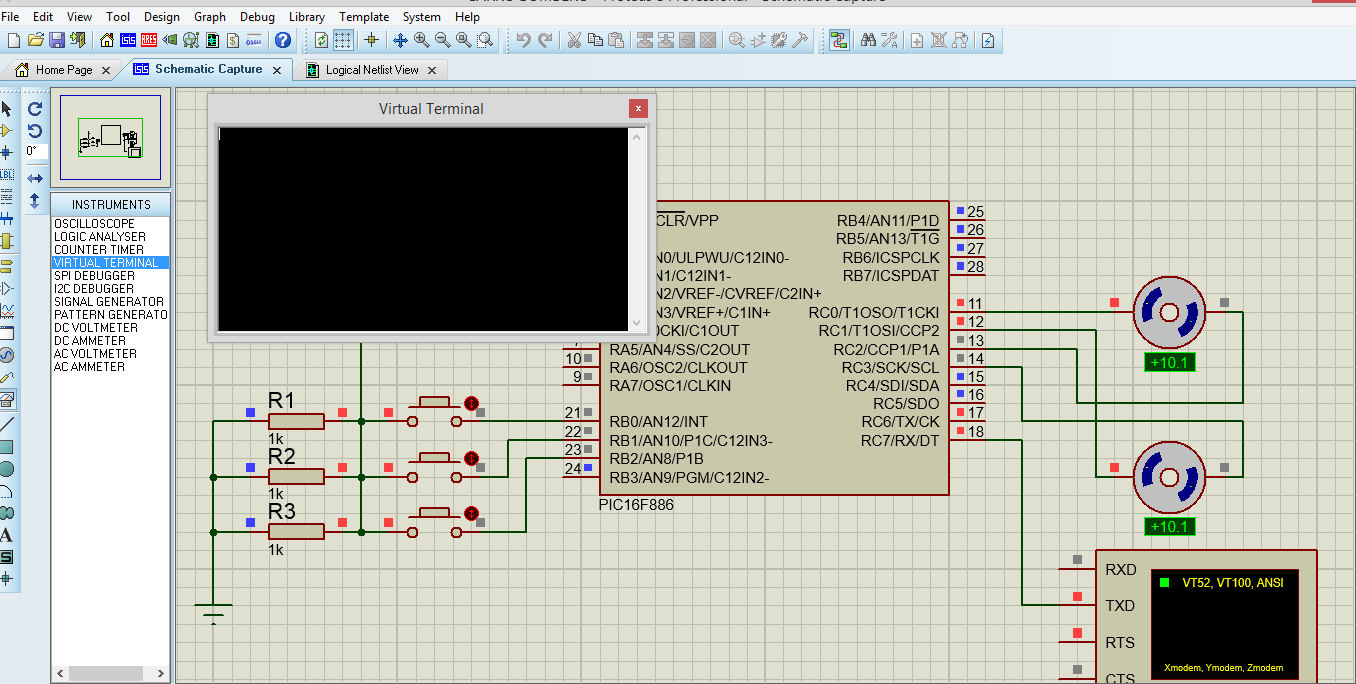 File Edit View Tool Design Graph Debug Library Template System Help
Home Page
Schematic Capture
Logical Netlist View
Virtual Terminal
0°
INSTRUMENTS
OSCILLOSCOPE
LOGIC ANALYSER
COUNTER TIMER
VIRTUAL TERMINAL
SPI DEBUGGER
I2C DEBUGGER
SIGNAL GENERATOR
PATTERN GENERATO
DC VOLTMETER
DC AMMETER
AC VOLTMETER
AC AMMETER
CLR/VPP
N0/ULPWU/C12IN0-
N1/C12IN1-
N2/VREF-/CVREF/C2IN+
N3/VREF+/C1IN+
OCKI/C1OUT
RA5/AN4/SS/C2OUT
10 RA6/OSC2/CLKOUT
9 RA7/OSC1/CLKIN
21 RB0/AN12/INT
22 RB1/AN10/P1C/C12IN3-
23 RB2/AN8/P1B
24 RB3/AN9/PGM/C12IN2-
RB4/AN11/P1D 25
RB5/AN13/T1G 26
RB6/ICSPCLK 27
RB7/ICSPDAT 28
RC0/T1OSO/T1CKI 11
RC1/T1OSI/CCP2 12
RC2/CCP1/P1A 13
RC3/SCK/SCL 14
RC4/SDI/SDA 15
RC5/SDO 16
RC6/TX/CK 17
RC7/RX/DT 18
PIC16F886
R1
1k
R2
1k
R3
1k
+10.1
+10.1
RXD
TXD
RTS
CTS
VT52, VT100, ANSI
Xmodem, Ymodem, Zmodem